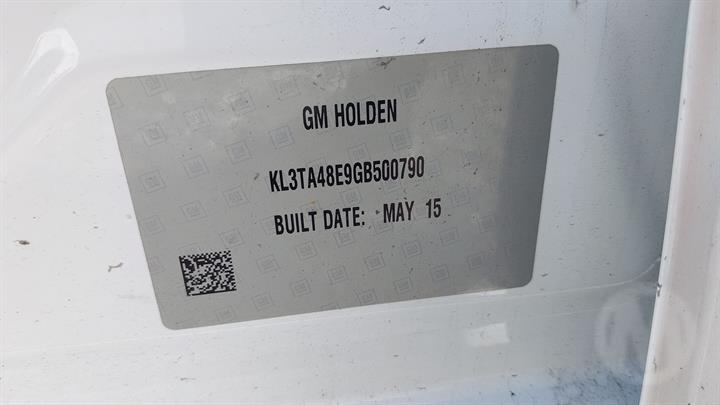 GM HOLDEN
KL3TA48E9GB500790
BUILT DATE: MAY 15